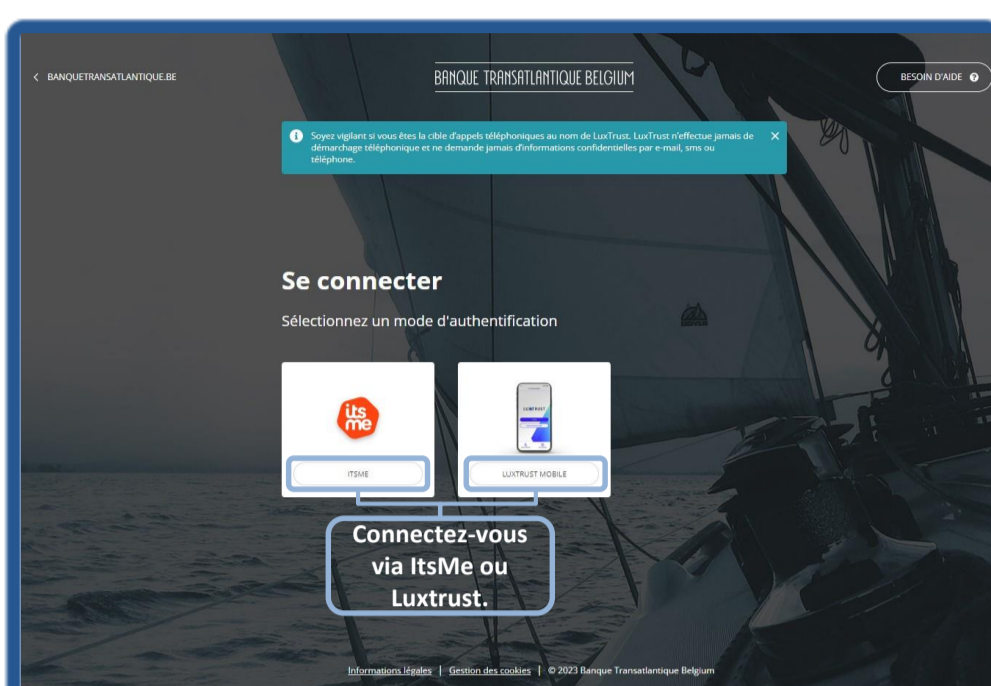 BANQUETRANSATLANTIQUE.BE
BANQUE TRANSATLANTIQUE BELGIUM
BESOIN D'AIDE ?
i Soyez vigilant si vous êtes la cible d'appels téléphoniques au nom de LuxTrust. LuxTrust n'effectue jamais de
démarchage téléphonique et ne demande jamais d'informations confidentielles par e-mail, sms ou
téléphone.
Se connecter
Sélectionnez un mode d'authentification
its
me
LUXTRUST
ITSME
LUXTRUST MOBILE
Connectez-vous
via ItsMe ou
Luxtrust.
Informations légales | Gestion des cookies | © 2023 Banque Transatlantique Belgium